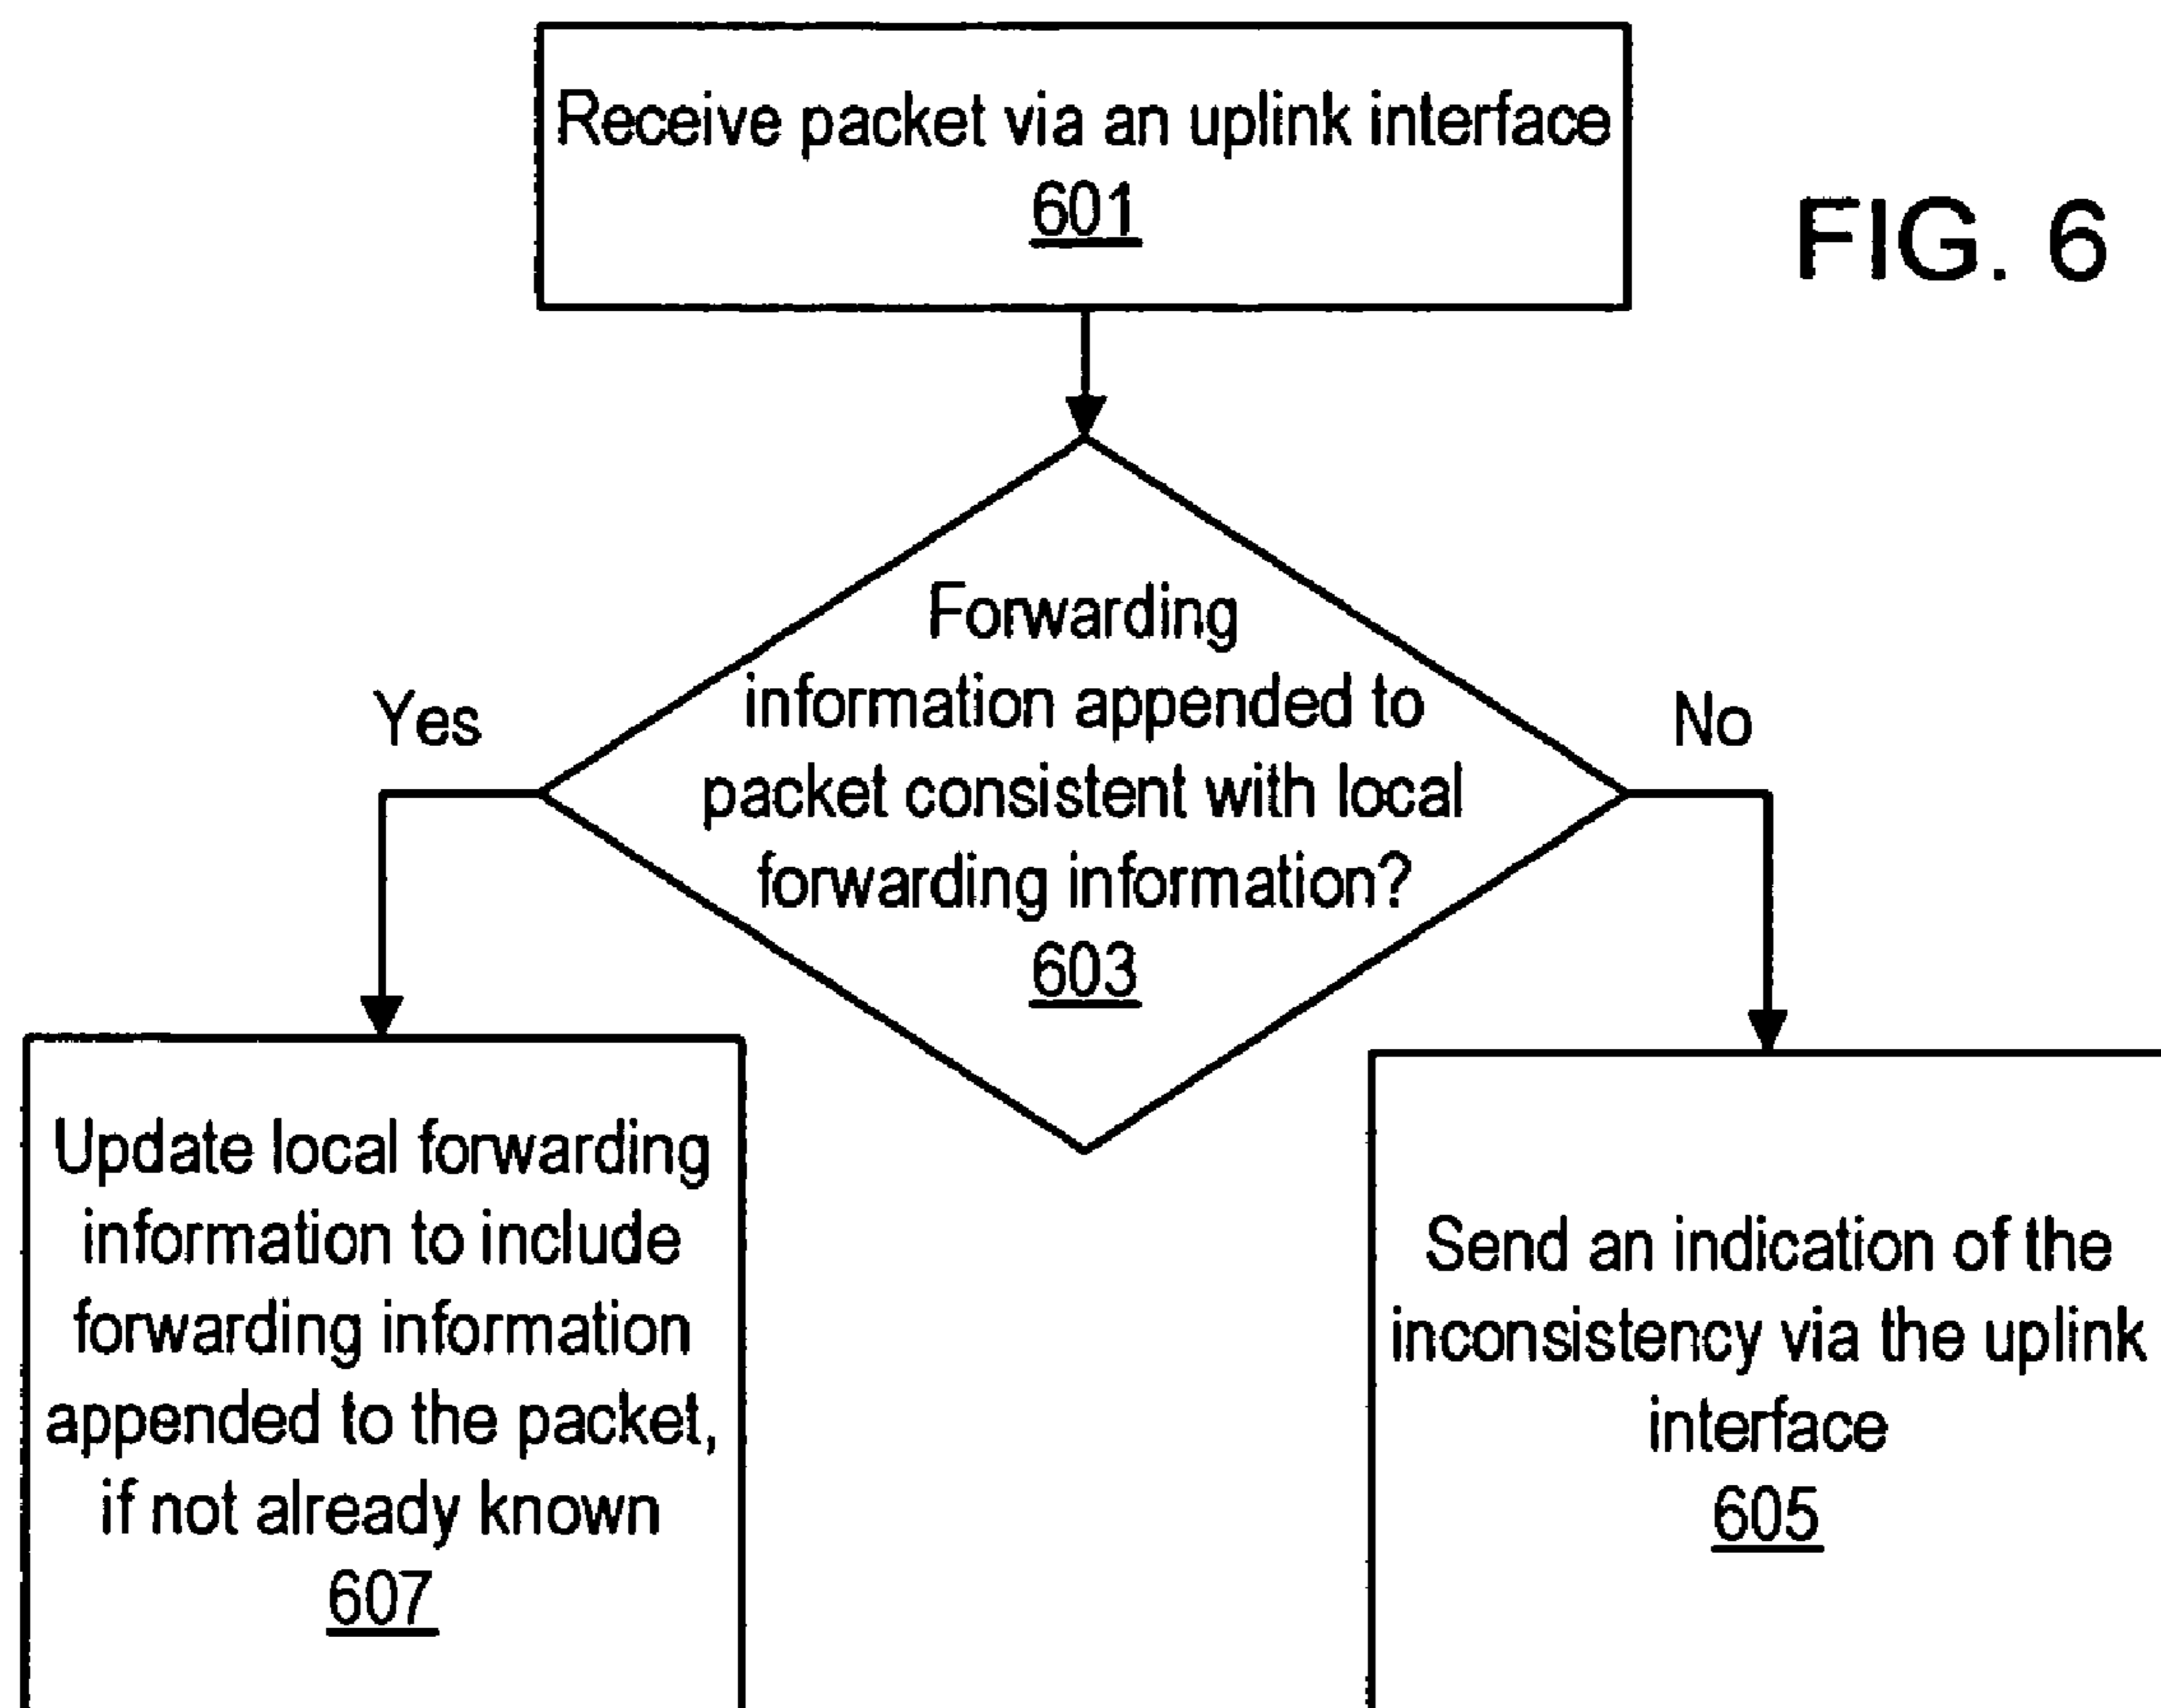 Receive packet via an uplink interface
601
FIG. 6
Forwarding
information appended to
packet consistent with local
forwarding information?
603
Yes
No
Update local forwarding
information to include
forwarding information
appended to the packet,
if not already known
607
Send an indication of the
inconsistency via the uplink
interface
605